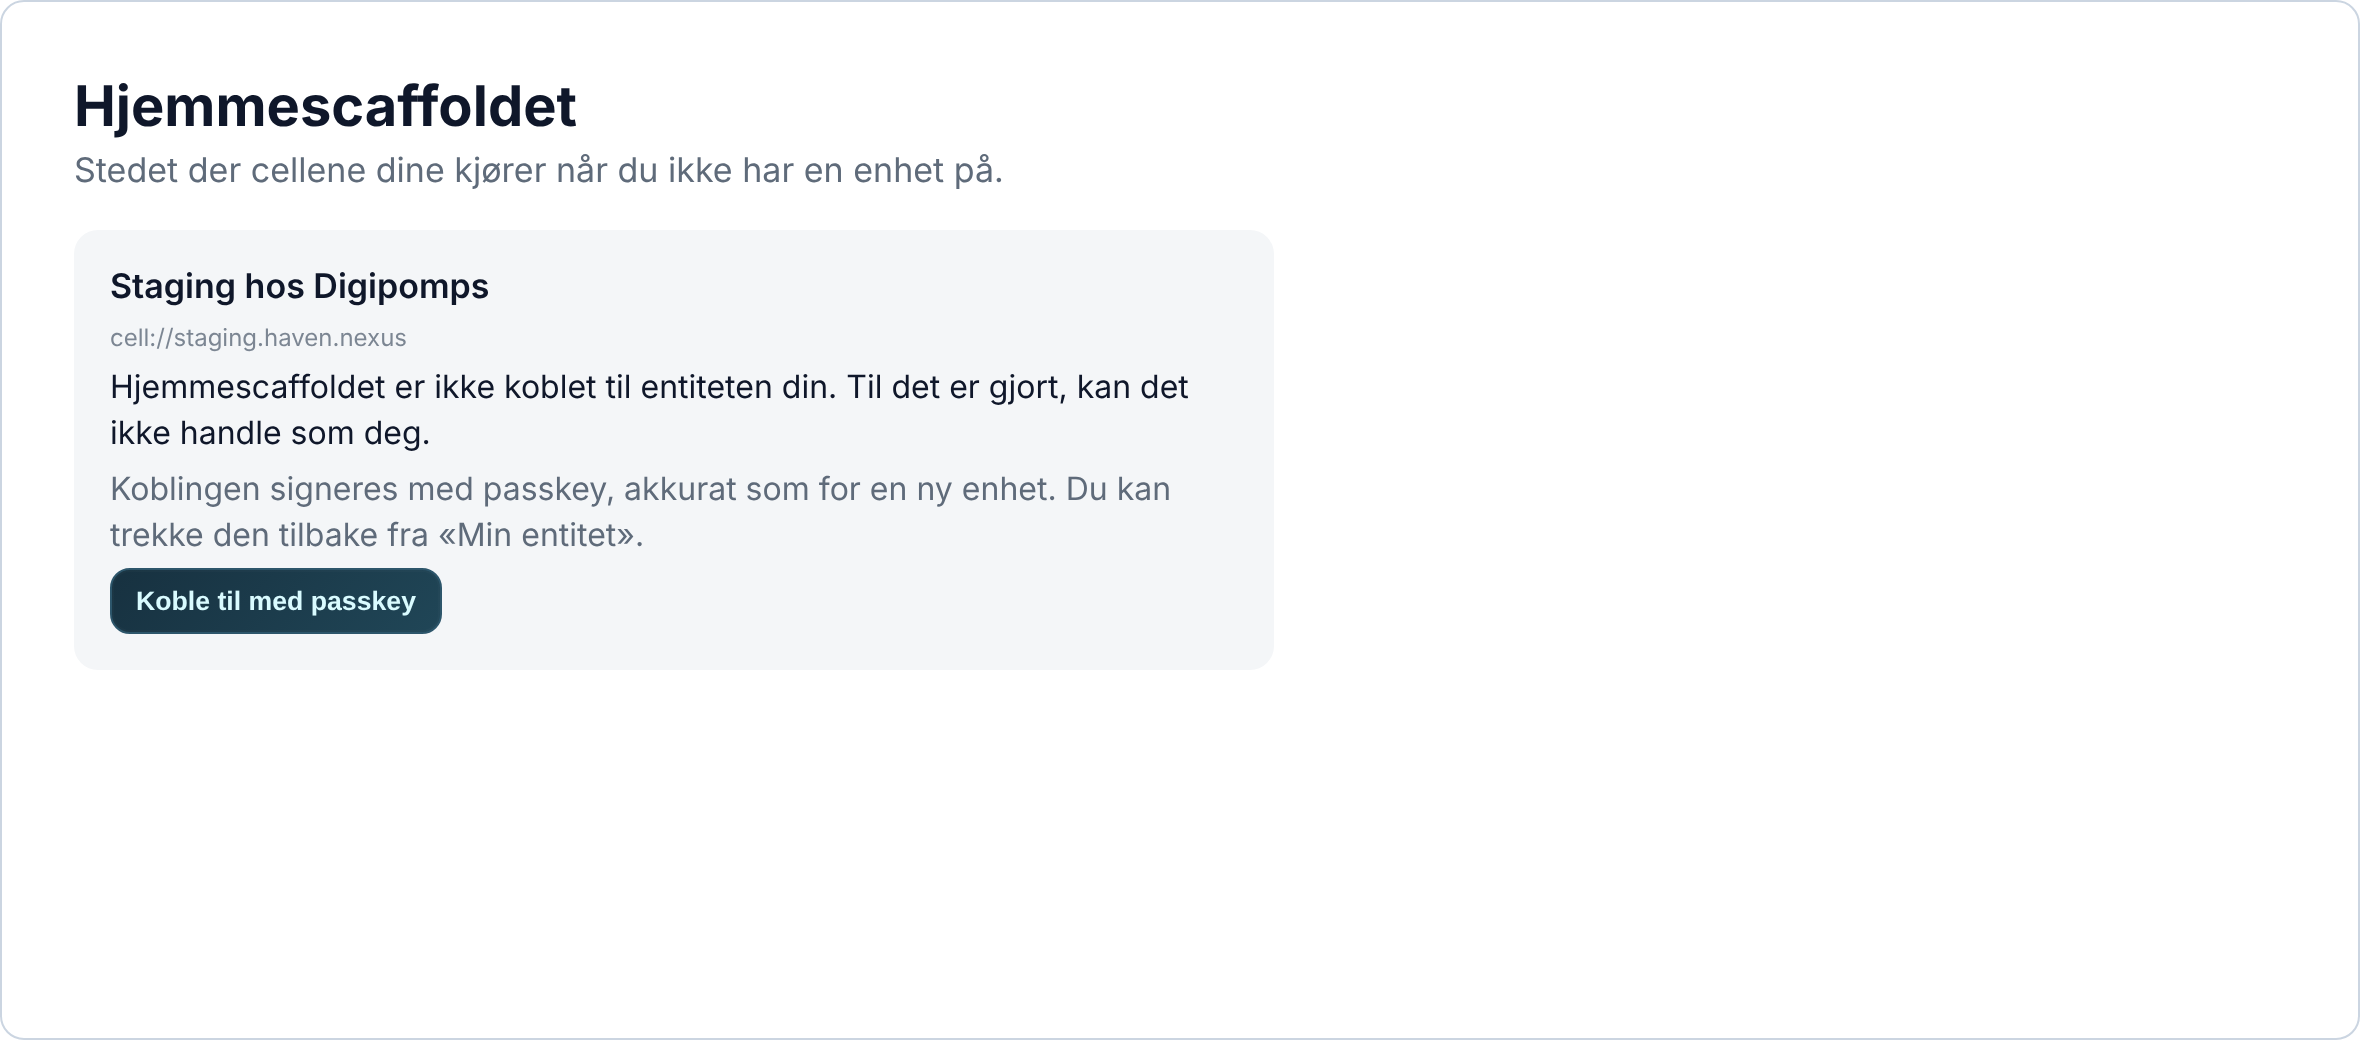 Hjemmescaffoldet
Stedet der cellene dine kjører når du ikke har en enhet på.
Staging hos Digipomps
cell://staging.haven.nexus
Hjemmescaffoldet er ikke koblet til entiteten din. Til det er gjort, kan det
ikke handle som deg.
Koblingen signeres med passkey, akkurat som for en ny enhet. Du kan
trekke den tilbake fra «Min entitet».
Koble til med passkey